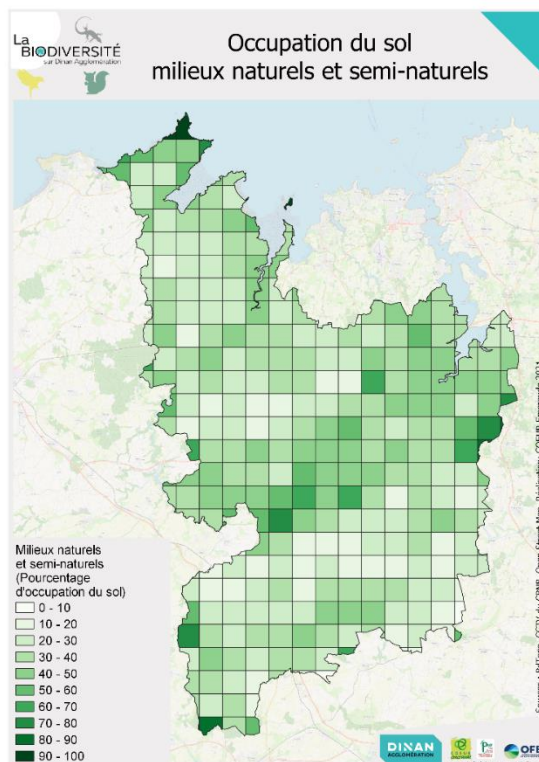 La
BIODIVERSITÉ
sur Dinan Agglomération
Occupation du sol
milieux naturels et semi-naturels
Milieux naturels
et semi-naturels
(Pourcentage
d'occupation du sol)
0 - 10
10 - 20
20 - 30
30 - 40
40 - 50
50 - 60
60 - 70
70 - 80
80 - 90
90 - 100
DINAN
AGGLOMÉRATION
OFB